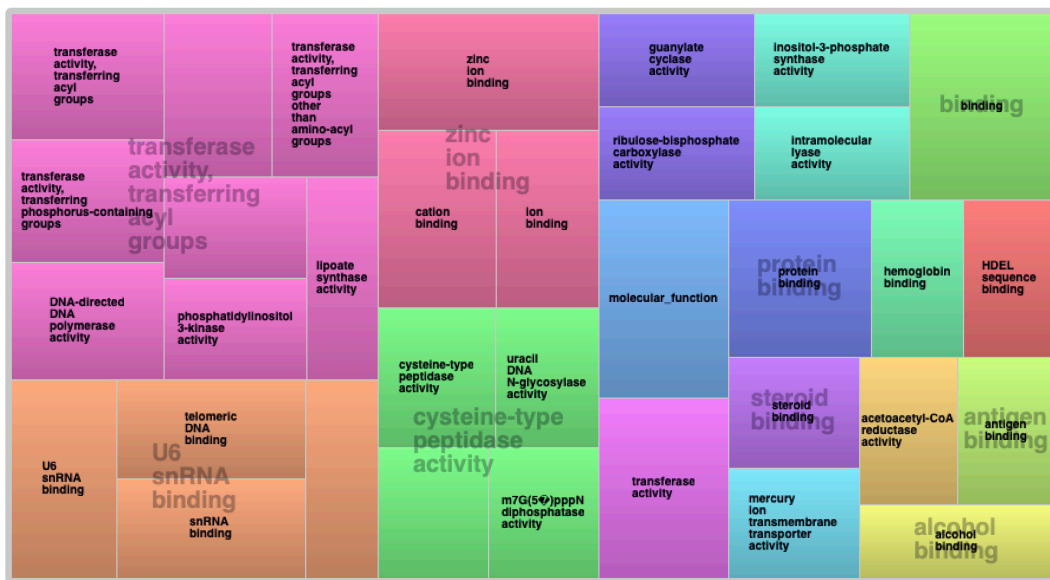 transferase
activity,
transferring
acyl
groups
transferase
activity,
transferring
acyl
groups
other
than
amino-acyl
groups
transferase
activity,
transferring
acyl
groups
transferase
activity,
transferring
phosphorus-containing
groups
DNA-directed
DNA
polymerase
activity
phosphatidylinositol
3-kinase
activity
lipoate
synthase
activity
zinc
ion
binding
zinc
ion
binding
cation
binding
ion
binding
guanylate
cyclase
activity
inositol-3-phosphate
synthase
activity
binding
binding
ribulose-bisphosphate
carboxylase
activity
intramolecular
lyase
activity
molecular_function
protein
binding
protein
binding
hemoglobin
binding
HDEL
sequence
binding
cysteine-type
peptidase
activity
uracil
DNA
N-glycosylase
activity
cysteine-type
peptidase
activity
m7G(5�)pppN
diphosphatase
activity
transferase
activity
steroid
binding
steroid
binding
acetoacetyl-CoA
reductase
activity
antigen
binding
antigen
binding
mercury
ion
transmembrane
transporter
activity
alcohol
binding
alcohol
binding
U6
snRNA
binding
telomeric
DNA
binding
U6
snRNA
binding
snRNA
binding